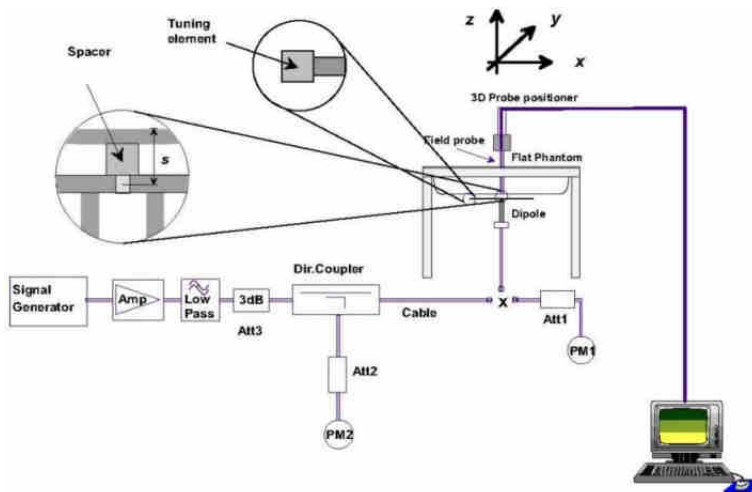 Tuning
element
Spacer
z
y
x
s
3D Probe positioner
Field probe
Flat Phantom
Dipole
Dir.Coupler
Signal
Generator
Amp
Low
Pass
3dB
Att3
Cable
x
Att1
PM1
Att2
PM2